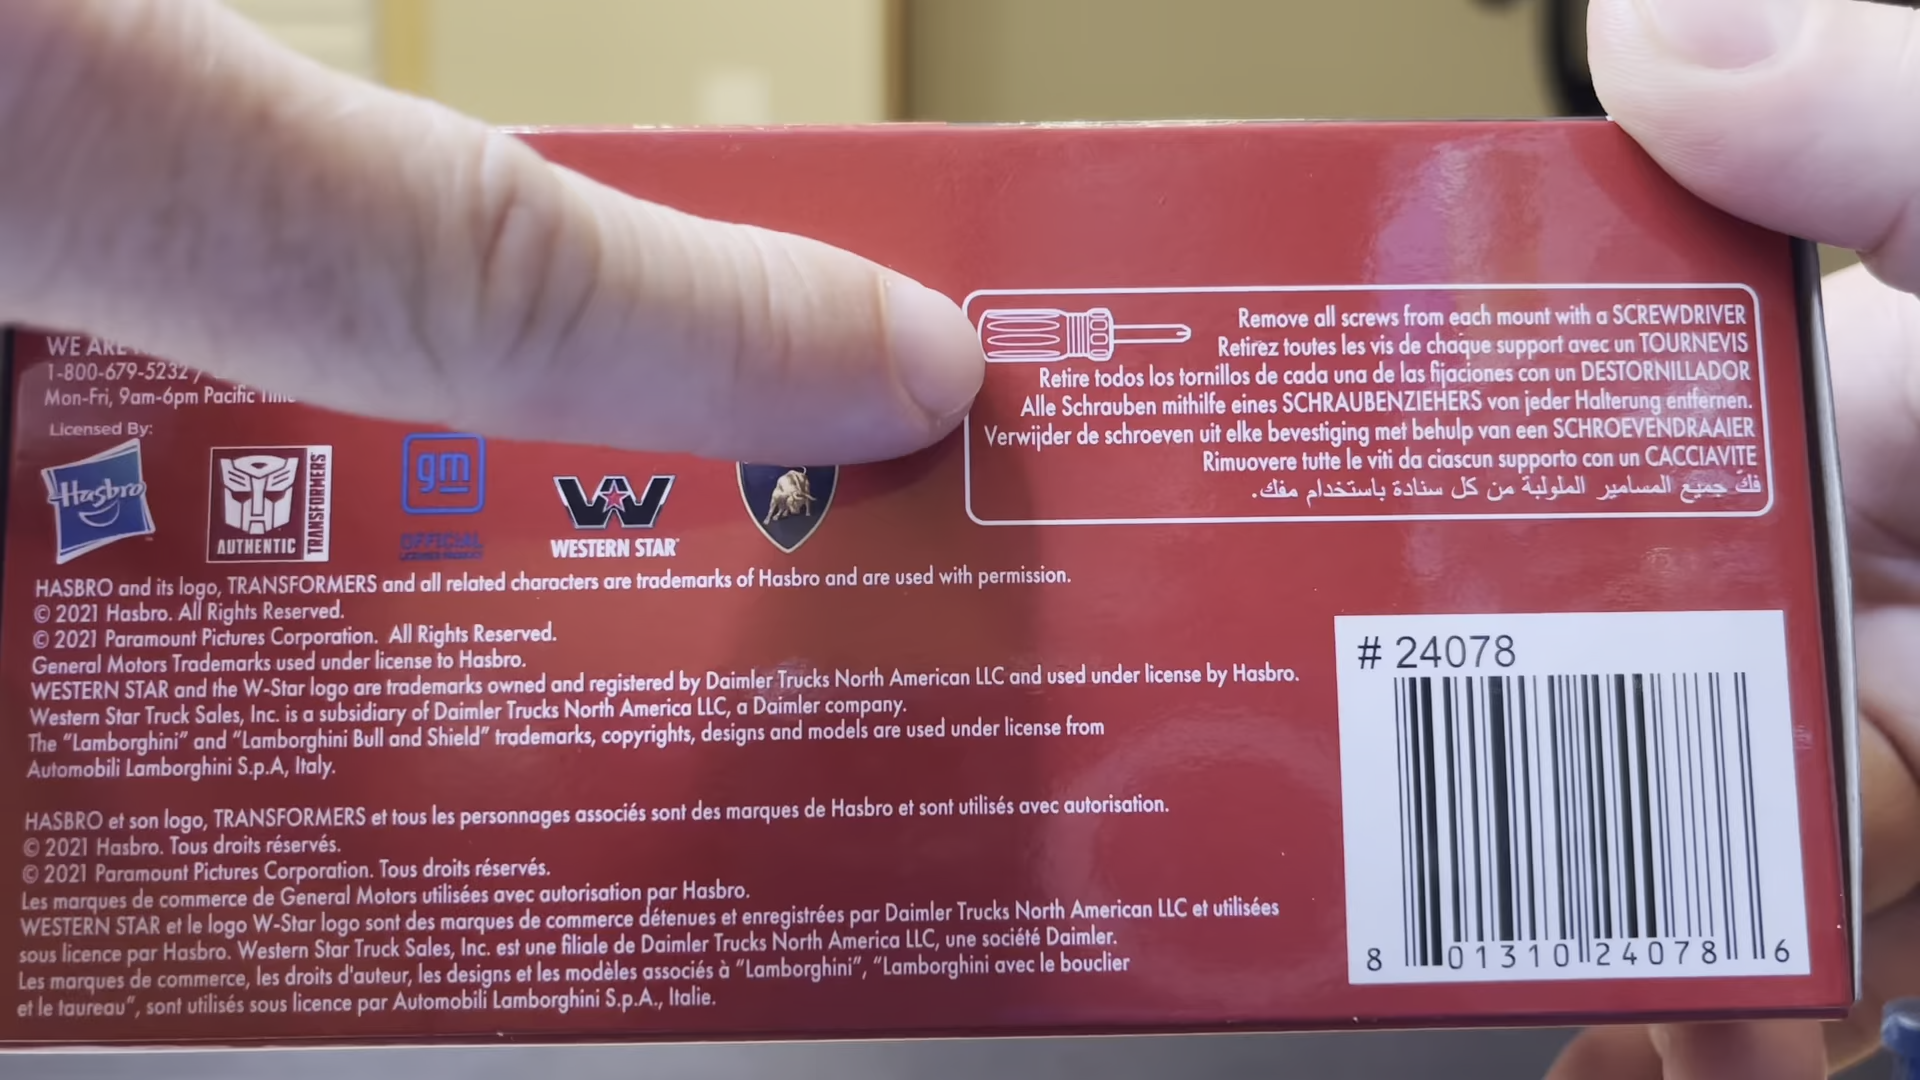 WE ARE
1-800-679-5232 /
Mon-Fri, 9am-6pm Pacific Time
Licensed By:
Hasbro
AUTHENTIC
TRANSFORMERS
gm
OFFICIAL
LICENSED PRODUCT
WESTERN STAR
Remove all screws from each mount with a SCREWDRIVER
Retirez toutes les vis de chaque support avec un TOURNEVIS
Retire todos los tornillos de cada una de las fijaciones con un DESTORNILLADOR
Alle Schrauben mithilfe eines SCHRAUBENZIEHERS von jeder Halterung entfernen.
Verwijder de schroeven uit elke bevestiging met behulp van een SCHROEVENDRAAIER
Rimuovere tutte le viti da ciascun supporto con un CACCIAVITE
فك جميع المسامير الملولبة من كل سنادة باستخدام مفك.
HASBRO and its logo, TRANSFORMERS and all related characters are trademarks of Hasbro and are used with permission.
© 2021 Hasbro. All Rights Reserved.
© 2021 Paramount Pictures Corporation. All Rights Reserved.
General Motors Trademarks used under license to Hasbro.
WESTERN STAR and the W-Star logo are trademarks owned and registered by Daimler Trucks North American LLC and used under license by Hasbro.
Western Star Truck Sales, Inc. is a subsidiary of Daimler Trucks North America LLC, a Daimler company.
The “Lamborghini” and “Lamborghini Bull and Shield” trademarks, copyrights, designs and models are used under license from
Automobili Lamborghini S.p.A, Italy.
HASBRO et son logo, TRANSFORMERS et tous les personnages associés sont des marques de Hasbro et sont utilisés avec autorisation.
© 2021 Hasbro. Tous droits réservés.
© 2021 Paramount Pictures Corporation. Tous droits réservés.
Les marques de commerce de General Motors utilisées avec autorisation par Hasbro.
WESTERN STAR et le logo W-Star logo sont des marques de commerce détenues et enregistrées par Daimler Trucks North American LLC et utilisées
sous licence par Hasbro. Western Star Truck Sales, Inc. est une filiale de Daimler Trucks North America LLC, une société Daimler.
Les marques de commerce, les droits d'auteur, les designs et les modèles associés à “Lamborghini”, “Lamborghini avec le bouclier
et le taureau”, sont utilisés sous licence par Automobili Lamborghini S.p.A., Italie.
# 24078
8 01310 24078 6